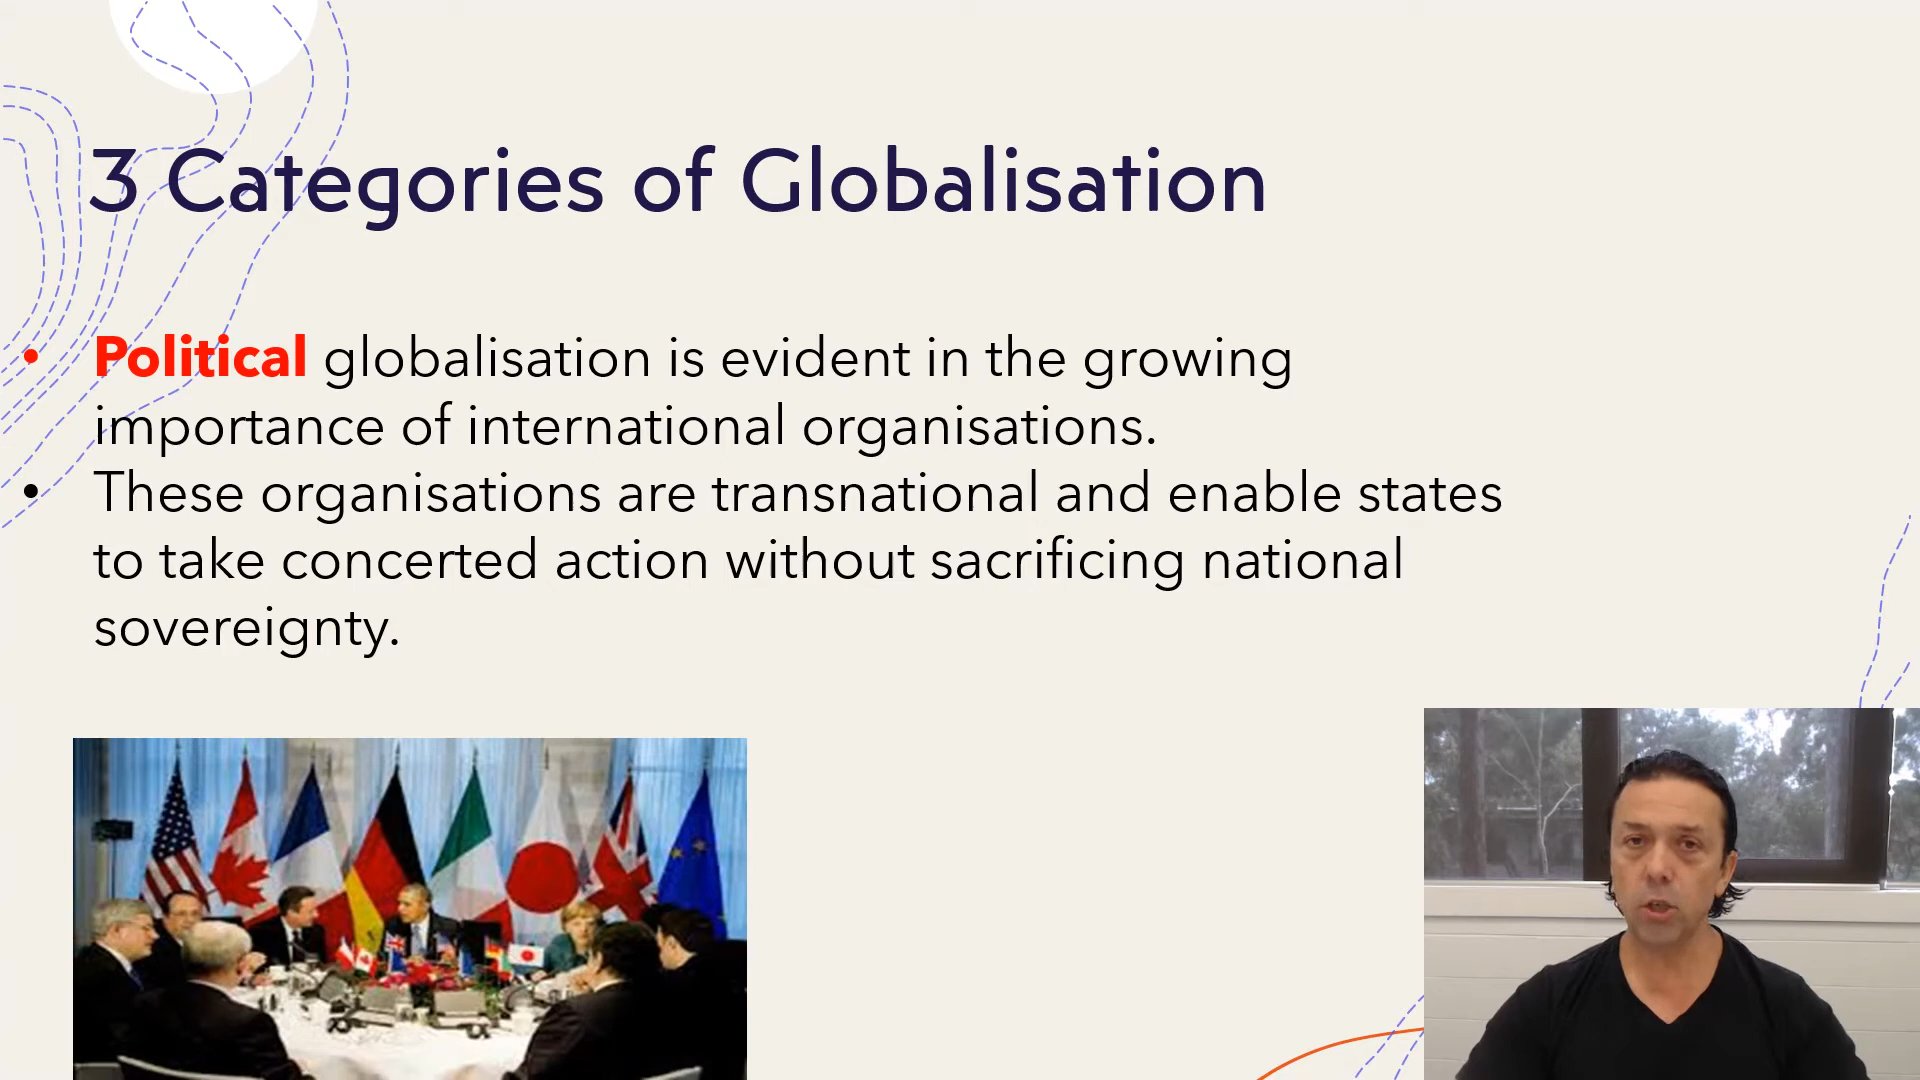 3 Categories of Globalisation
• Political globalisation is evident in the growing
importance of international organisations.
• These organisations are transnational and enable states
to take concerted action without sacrificing national
sovereignty.